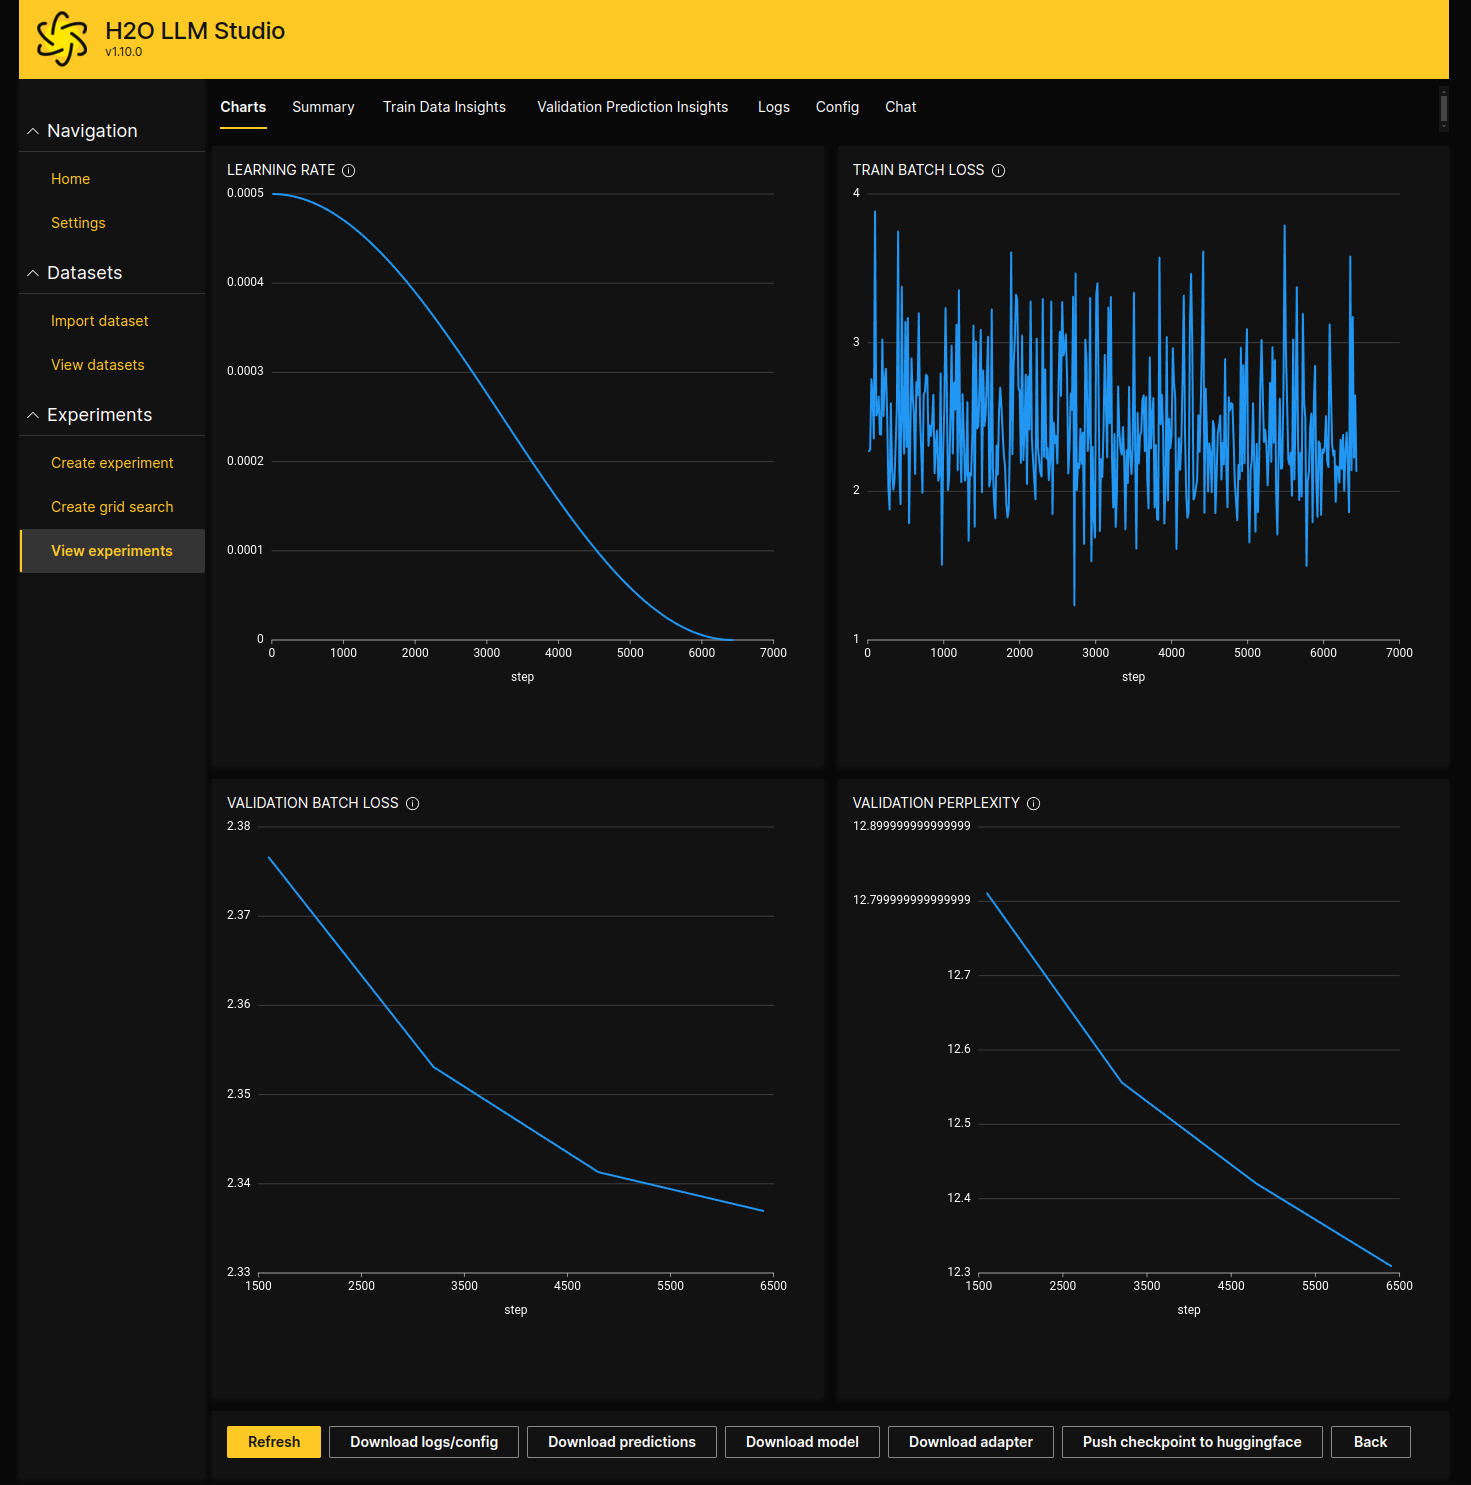 H2O LLM Studio
v1.10.0
Navigation
Home
Settings
Datasets
Import dataset
View datasets
Experiments
Create experiment
Create grid search
View experiments
Charts Summary Train Data Insights Validation Prediction Insights Logs Config Chat
LEARNING RATE
0.0005
0.0004
0.0003
0.0002
0.0001
0
0 1000 2000 3000 4000 5000 6000 7000
step
TRAIN BATCH LOSS
4
3
2
1
0 1000 2000 3000 4000 5000 6000 7000
step
VALIDATION BATCH LOSS
2.38
2.37
2.36
2.35
2.34
2.33
1500 2500 3500 4500 5500 6500
step
VALIDATION PERPLEXITY
12.899999999999999
12.799999999999999
12.7
12.6
12.5
12.4
12.3
1500 2500 3500 4500 5500 6500
step
Refresh Download logs/config Download predictions Download model Download adapter Push checkpoint to huggingface Back